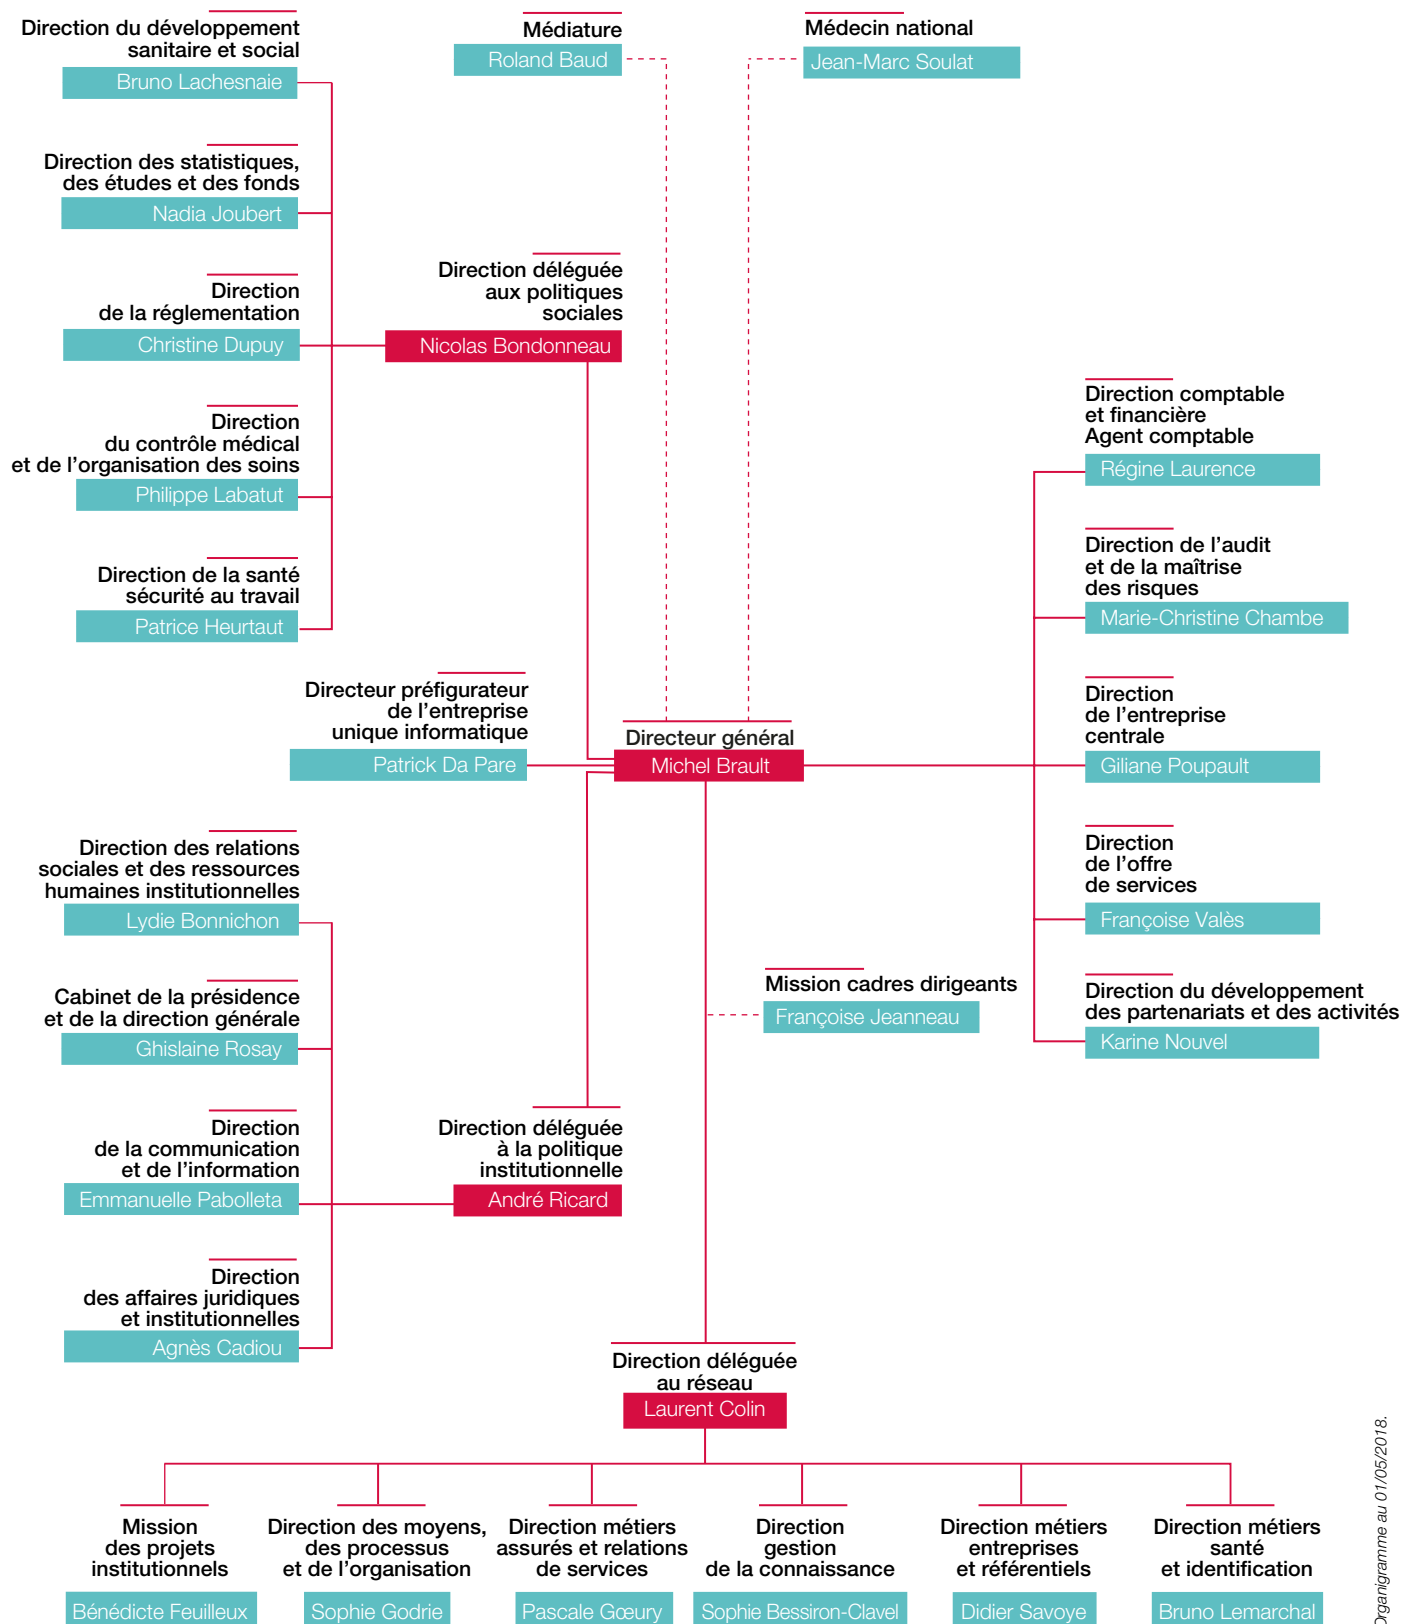 Direction du développement
sanitaire et social
Bruno Lachesnaie
Médiature
Roland Baud
Médecin national
Jean-Marc Soulat
Direction des statistiques,
des études et des fonds
Nadia Joubert
Direction
de la réglementation
Christine Dupuy
Direction déléguée
aux politiques
sociales
Nicolas Bondonneau
Direction
du contrôle médical
et de l'organisation des soins
Philippe Labatut
Direction de la santé
sécurité au travail
Patrice Heurtaut
Direction comptable
et financière
Agent comptable
Régine Laurence
Direction de l'audit
et de la maîtrise
des risques
Marie-Christine Chambe
Directeur préfigurateur
de l'entreprise
unique informatique
Patrick Da Pare
Directeur général
Michel Brault
Direction
de l'entreprise
centrale
Giliane Poupault
Direction
de l'offre
de services
Françoise Valès
Direction du développement
des partenariats et des activités
Karine Nouvel
Mission cadres dirigeants
Françoise Jeanneau
Direction des relations
sociales et des ressources
humaines institutionnelles
Lydie Bonnichon
Cabinet de la présidence
et de la direction générale
Ghislaine Rosay
Direction
de la communication
et de l'information
Emmanuelle Pabolleta
Direction déléguée
à la politique
institutionnelle
André Ricard
Direction
des affaires juridiques
et institutionnelles
Agnès Cadiou
Direction déléguée
au réseau
Laurent Colin
Mission
des projets
institutionnels
Bénédicte Feuilleux
Direction des moyens,
des processus
et de l'organisation
Sophie Godrie
Direction métiers
assurés et relations
de services
Pascale Gœury
Direction
gestion
de la connaissance
Sophie Bessiron-Clavel
Direction métiers
entreprises
et référentiels
Didier Savoye
Direction métiers
santé
et identification
Bruno Lemarchal
Organigramme au 01/05/2018.